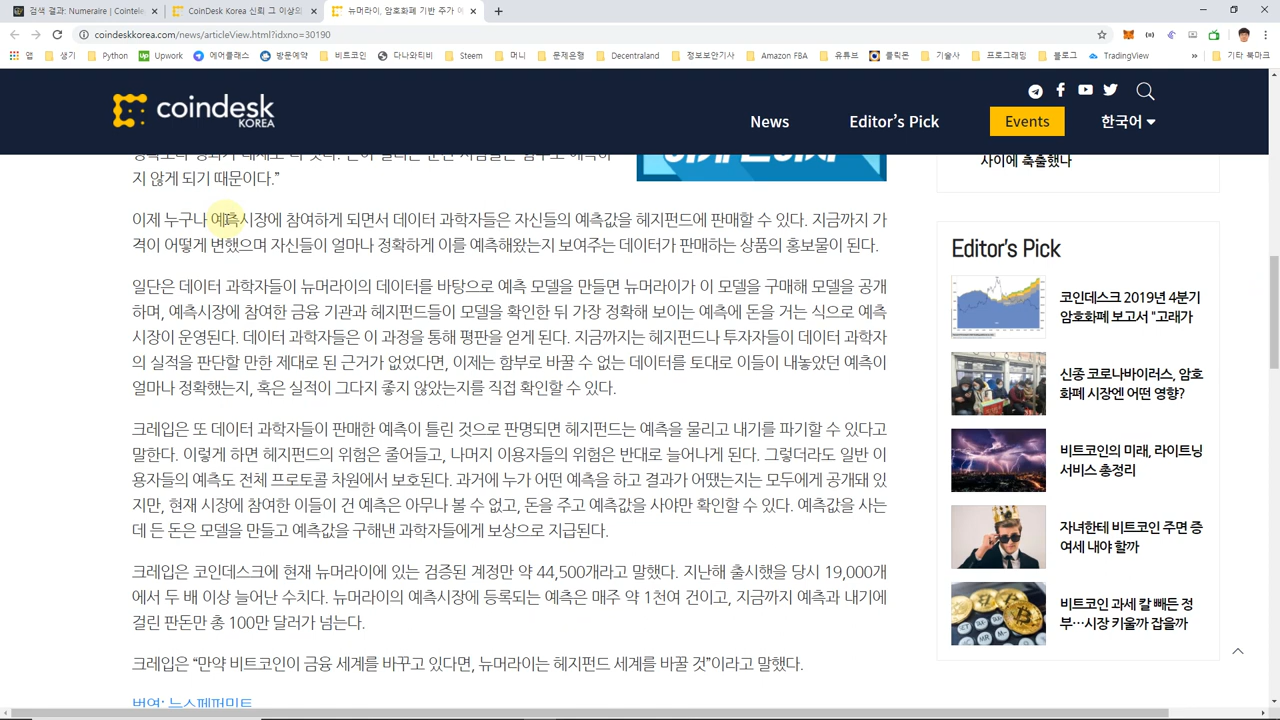 검색 결과: Numeraire | Cointele
CoinDesk Korea 신뢰 그 이상의
뉴머라이, 암호화폐 기반 주가 예
coindeskkorea.com/news/articleView.html?idxno=30190
앱 생기 Python Upwork 에어클래스 방문예약 비트코인 다나와티비 Steem 머니 문제은행 Decentraland 정보보안기사 Amazon FBA 유튜브 클릭몬 기술사 프로그래밍 블로그 TradingView » 기타 북마크
coindesk KOREA
News Editor's Pick Events 한국어
지 않게 되기 때문이다.”
이제 누구나 예측시장에 참여하게 되면서 데이터 과학자들은 자신들의 예측값을 헤지펀드에 판매할 수 있다. 지금까지 가
격이 어떻게 변했으며 자신들이 얼마나 정확하게 이를 예측해왔는지 보여주는 데이터가 판매하는 상품의 홍보물이 된다.
일단은 데이터 과학자들이 뉴머라이의 데이터를 바탕으로 예측 모델을 만들면 뉴머라이가 이 모델을 구매해 모델을 공개
하며, 예측시장에 참여한 금융 기관과 헤지펀드들이 모델을 확인한 뒤 가장 정확해 보이는 예측에 돈을 거는 식으로 예측
시장이 운영된다. 데이터 과학자들은 이 과정을 통해 평판을 얻게 된다. 지금까지는 헤지펀드나 투자자들이 데이터 과학자
의 실적을 판단할 만한 제대로 된 근거가 없었다면, 이제는 함부로 바꿀 수 없는 데이터를 토대로 이들이 내놓았던 예측이
얼마나 정확했는지, 혹은 실적이 그다지 좋지 않았는지를 직접 확인할 수 있다.
크레입은 또 데이터 과학자들이 판매한 예측이 틀린 것으로 판명되면 헤지펀드는 예측을 물리고 내기를 파기할 수 있다고
말한다. 이렇게 하면 헤지펀드의 위험은 줄어들고, 나머지 이용자들의 위험은 반대로 늘어나게 된다. 그렇더라도 일반 이
용자들의 예측도 전체 프로토콜 차원에서 보호된다. 과거에 누가 어떤 예측을 하고 결과가 어땠는지는 모두에게 공개돼 있
지만, 현재 시장에 참여한 이들이 건 예측은 아무나 볼 수 없고, 돈을 주고 예측값을 사야만 확인할 수 있다. 예측값을 사는
데 든 돈은 모델을 만들고 예측값을 구해낸 과학자들에게 보상으로 지급된다.
크레입은 코인데스크에 현재 뉴머라이에 있는 검증된 계정만 약 44,500개라고 말했다. 지난해 출시했을 당시 19,000개
에서 두 배 이상 늘어난 수치다. 뉴머라이의 예측시장에 등록되는 예측은 매주 약 1천여 건이고, 지금까지 예측과 내기에
걸린 판돈만 총 100만 달러가 넘는다.
크레입은 “만약 비트코인이 금융 세계를 바꾸고 있다면, 뉴머라이는 헤지펀드 세계를 바꿀 것”이라고 말했다.
번역: 뉴스페퍼민트
사이에 축출했나
Editor's Pick
코인데스크 2019년 4분기
암호화폐 보고서 "고래가
신종 코로나바이러스, 암호
화폐 시장엔 어떤 영향?
비트코인의 미래, 라이트닝
서비스 총정리
자녀한테 비트코인 주면 증
여세 내야 할까
비트코인 과세 칼 빼든 정
부…시장 키울까 잡을까